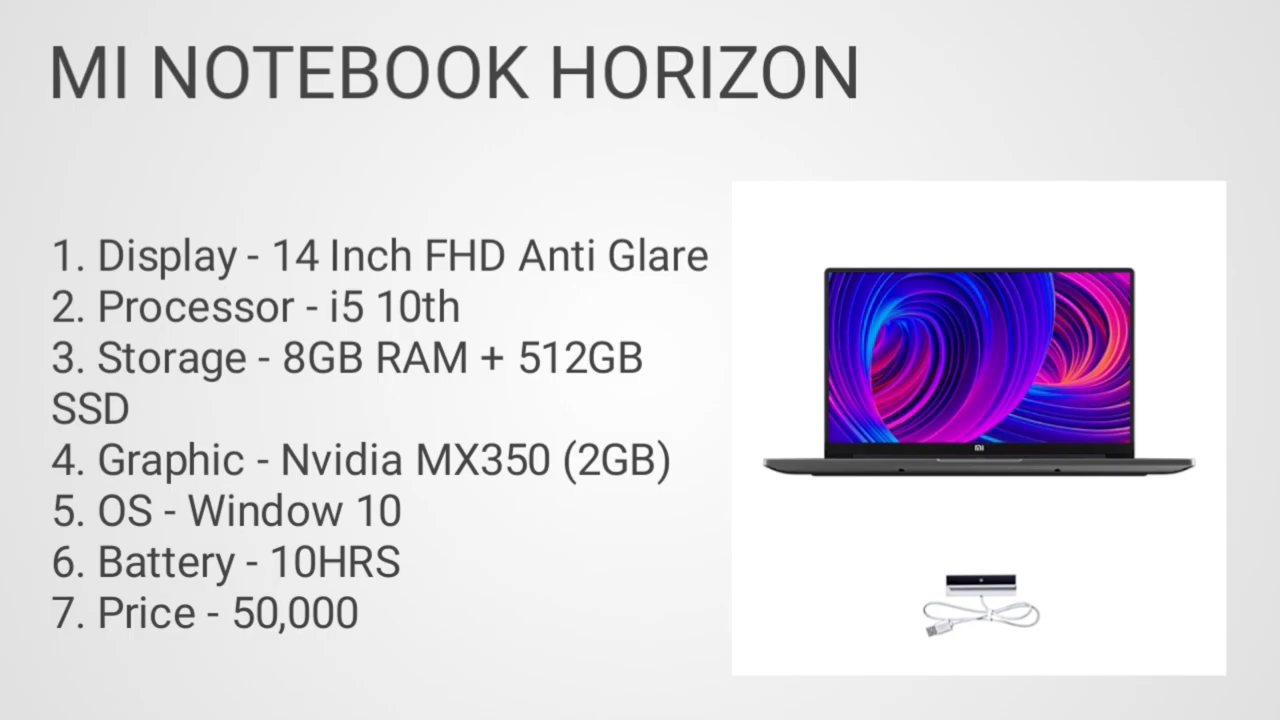 MI NOTEBOOK HORIZON
1. Display - 14 Inch FHD Anti Glare
2. Processor - i5 10th
3. Storage - 8GB RAM + 512GB
SSD
4. Graphic - Nvidia MX350 (2GB)
5. OS - Window 10
6. Battery - 10HRS
7. Price - 50,000
mi